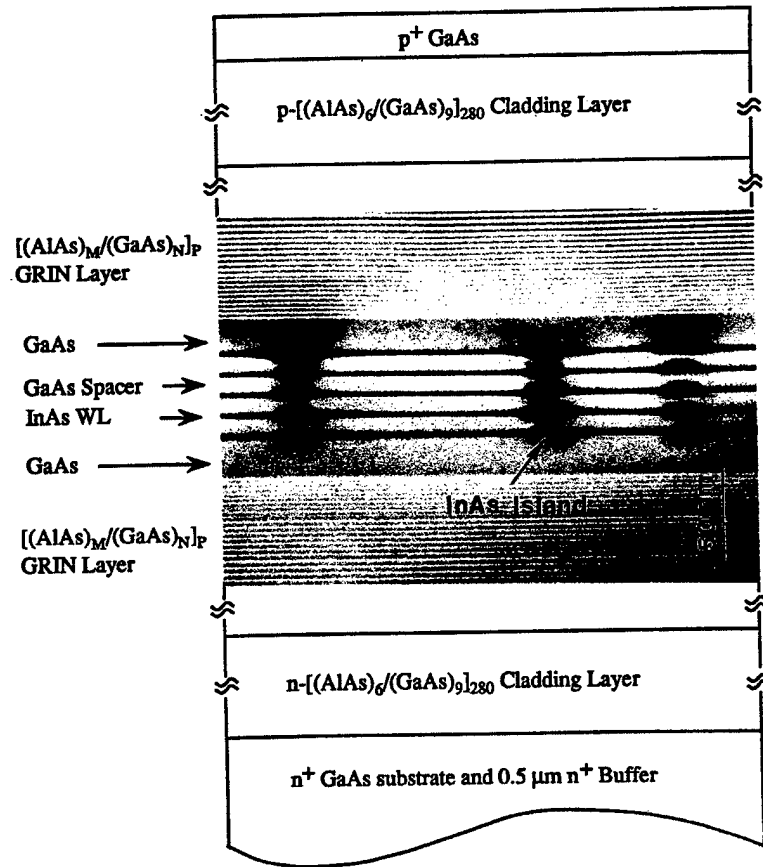 p⁺ GaAs
p-[(AlAs)₆/(GaAs)₉]₂₈₀ Cladding Layer
[(AlAs)M/(GaAs)N]P
GRIN Layer
GaAs
GaAs Spacer
InAs WL
GaAs
InAs Island
[(AlAs)M/(GaAs)N]P
GRIN Layer
n-[(AlAs)₆/(GaAs)₉]₂₈₀ Cladding Layer
n⁺ GaAs substrate and 0.5 μm n⁺ Buffer